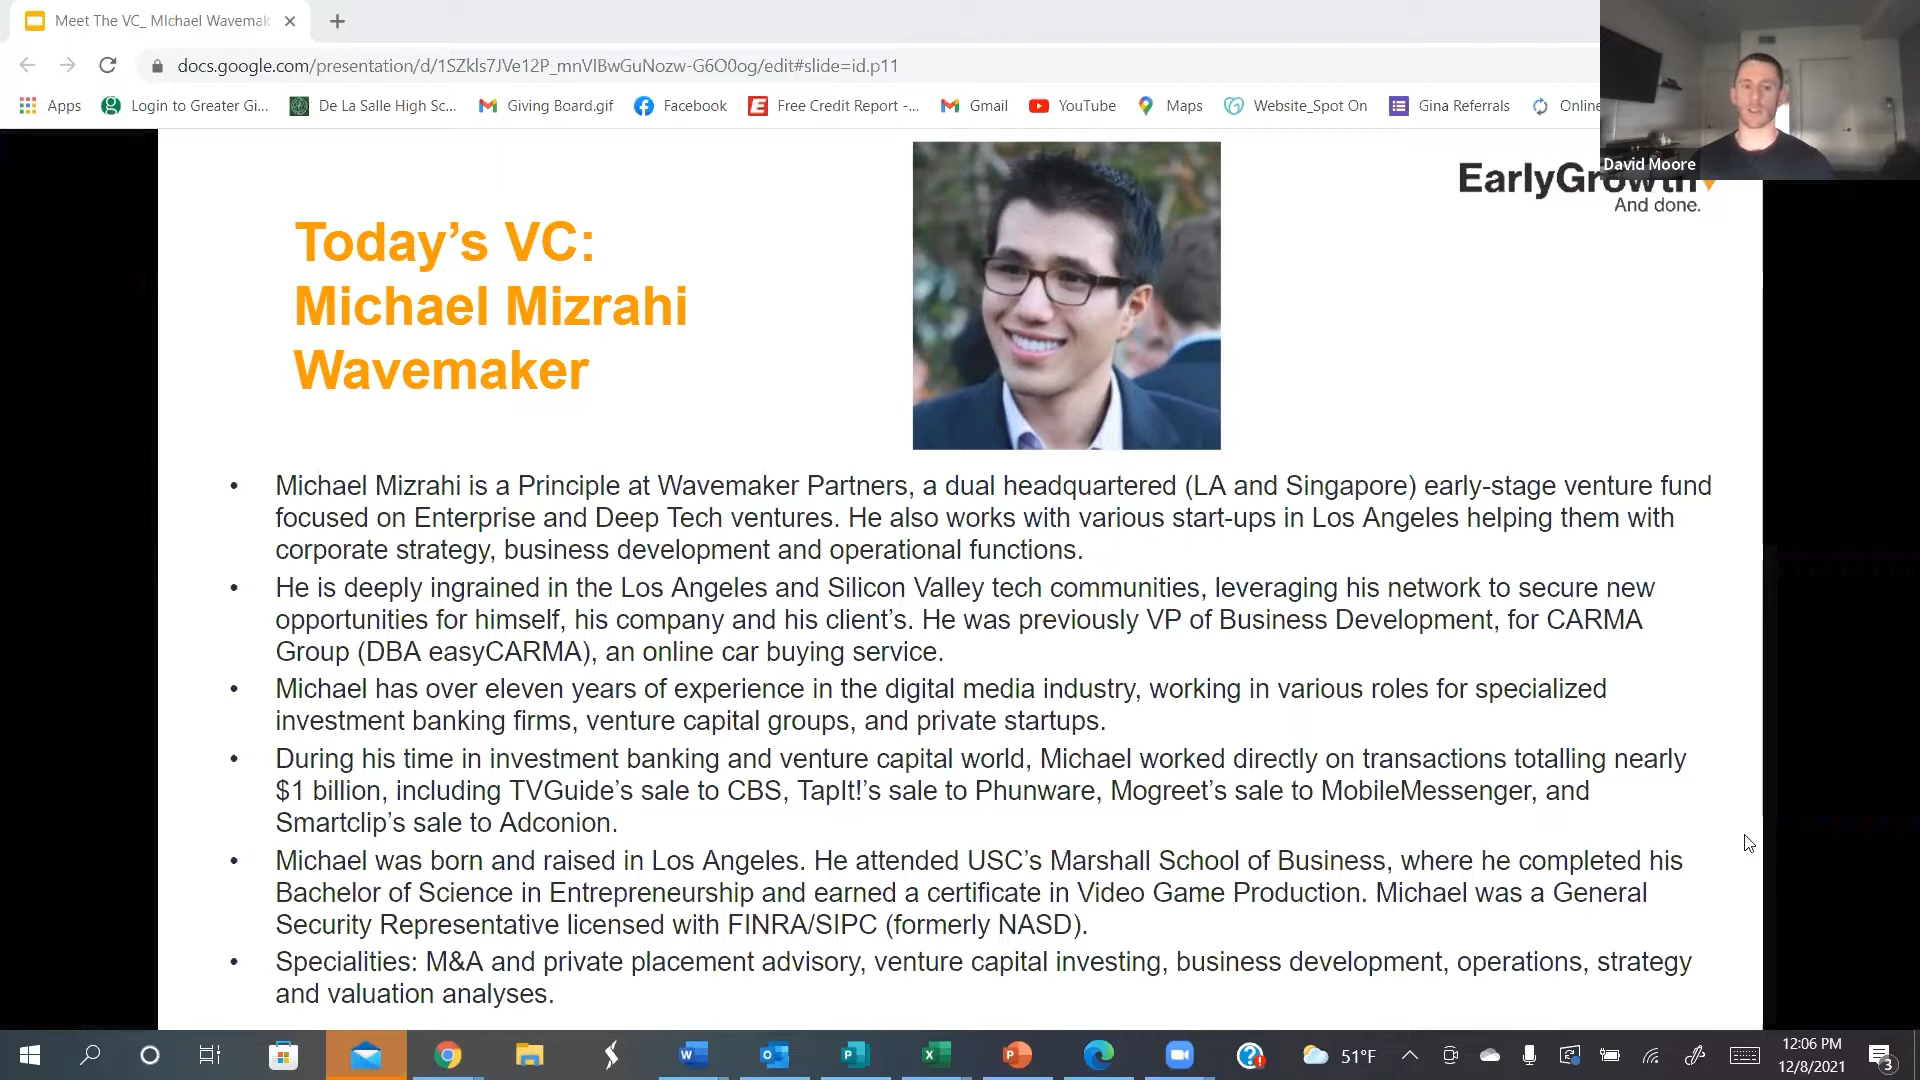 Meet The VC_ MIchael Wavemak
docs.google.com/presentation/d/1SZkls7JVe12P_mnVIBwGuNozw-G6O0og/edit#slide=id.p11
Apps
Login to Greater Gi...
De La Salle High Sc...
Giving Board.gif
Facebook
Free Credit Report -...
Gmail
YouTube
Maps
Website_Spot On
Gina Referrals
Online
David Moore
EarlyGrowth
And done.
Today's VC:
Michael Mizrahi
Wavemaker
• Michael Mizrahi is a Principle at Wavemaker Partners, a dual headquartered (LA and Singapore) early-stage venture fund
focused on Enterprise and Deep Tech ventures. He also works with various start-ups in Los Angeles helping them with
corporate strategy, business development and operational functions.
• He is deeply ingrained in the Los Angeles and Silicon Valley tech communities, leveraging his network to secure new
opportunities for himself, his company and his client's. He was previously VP of Business Development, for CARMA
Group (DBA easyCARMA), an online car buying service.
• Michael has over eleven years of experience in the digital media industry, working in various roles for specialized
investment banking firms, venture capital groups, and private startups.
• During his time in investment banking and venture capital world, Michael worked directly on transactions totalling nearly
$1 billion, including TVGuide's sale to CBS, TapIt!'s sale to Phunware, Mogreet's sale to MobileMessenger, and
Smartclip's sale to Adconion.
• Michael was born and raised in Los Angeles. He attended USC's Marshall School of Business, where he completed his
Bachelor of Science in Entrepreneurship and earned a certificate in Video Game Production. Michael was a General
Security Representative licensed with FINRA/SIPC (formerly NASD).
• Specialities: M&A and private placement advisory, venture capital investing, business development, operations, strategy
and valuation analyses.
51°F
12:06 PM
12/8/2021
3